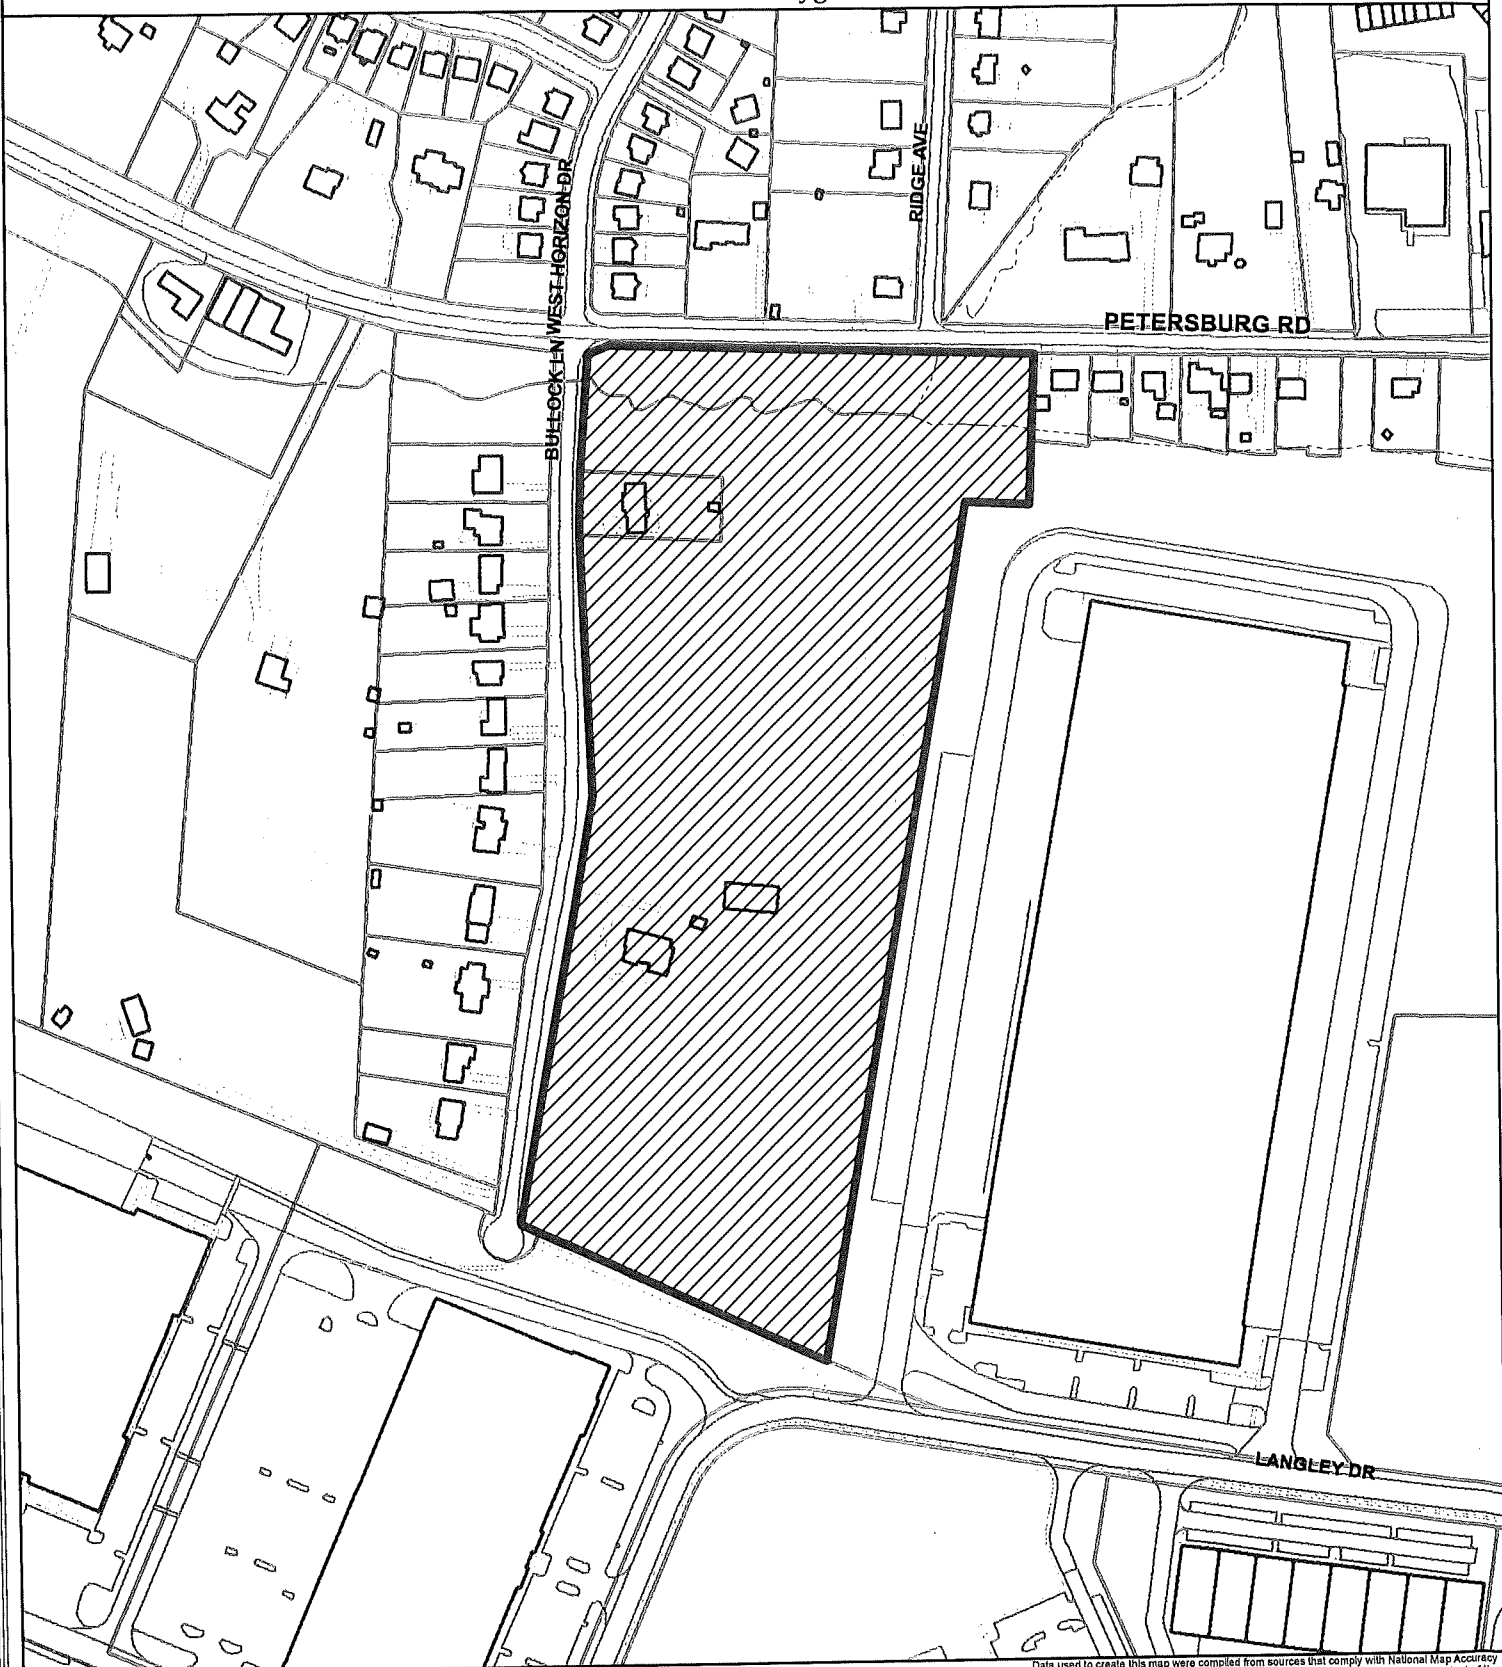 RIDGE AVE
WEST HORIZON DR
BULLOCK LN
PETERSBURG RD
LANGLEY DR
Data used to create this map were compiled from sources that comply with National Map Accuracy